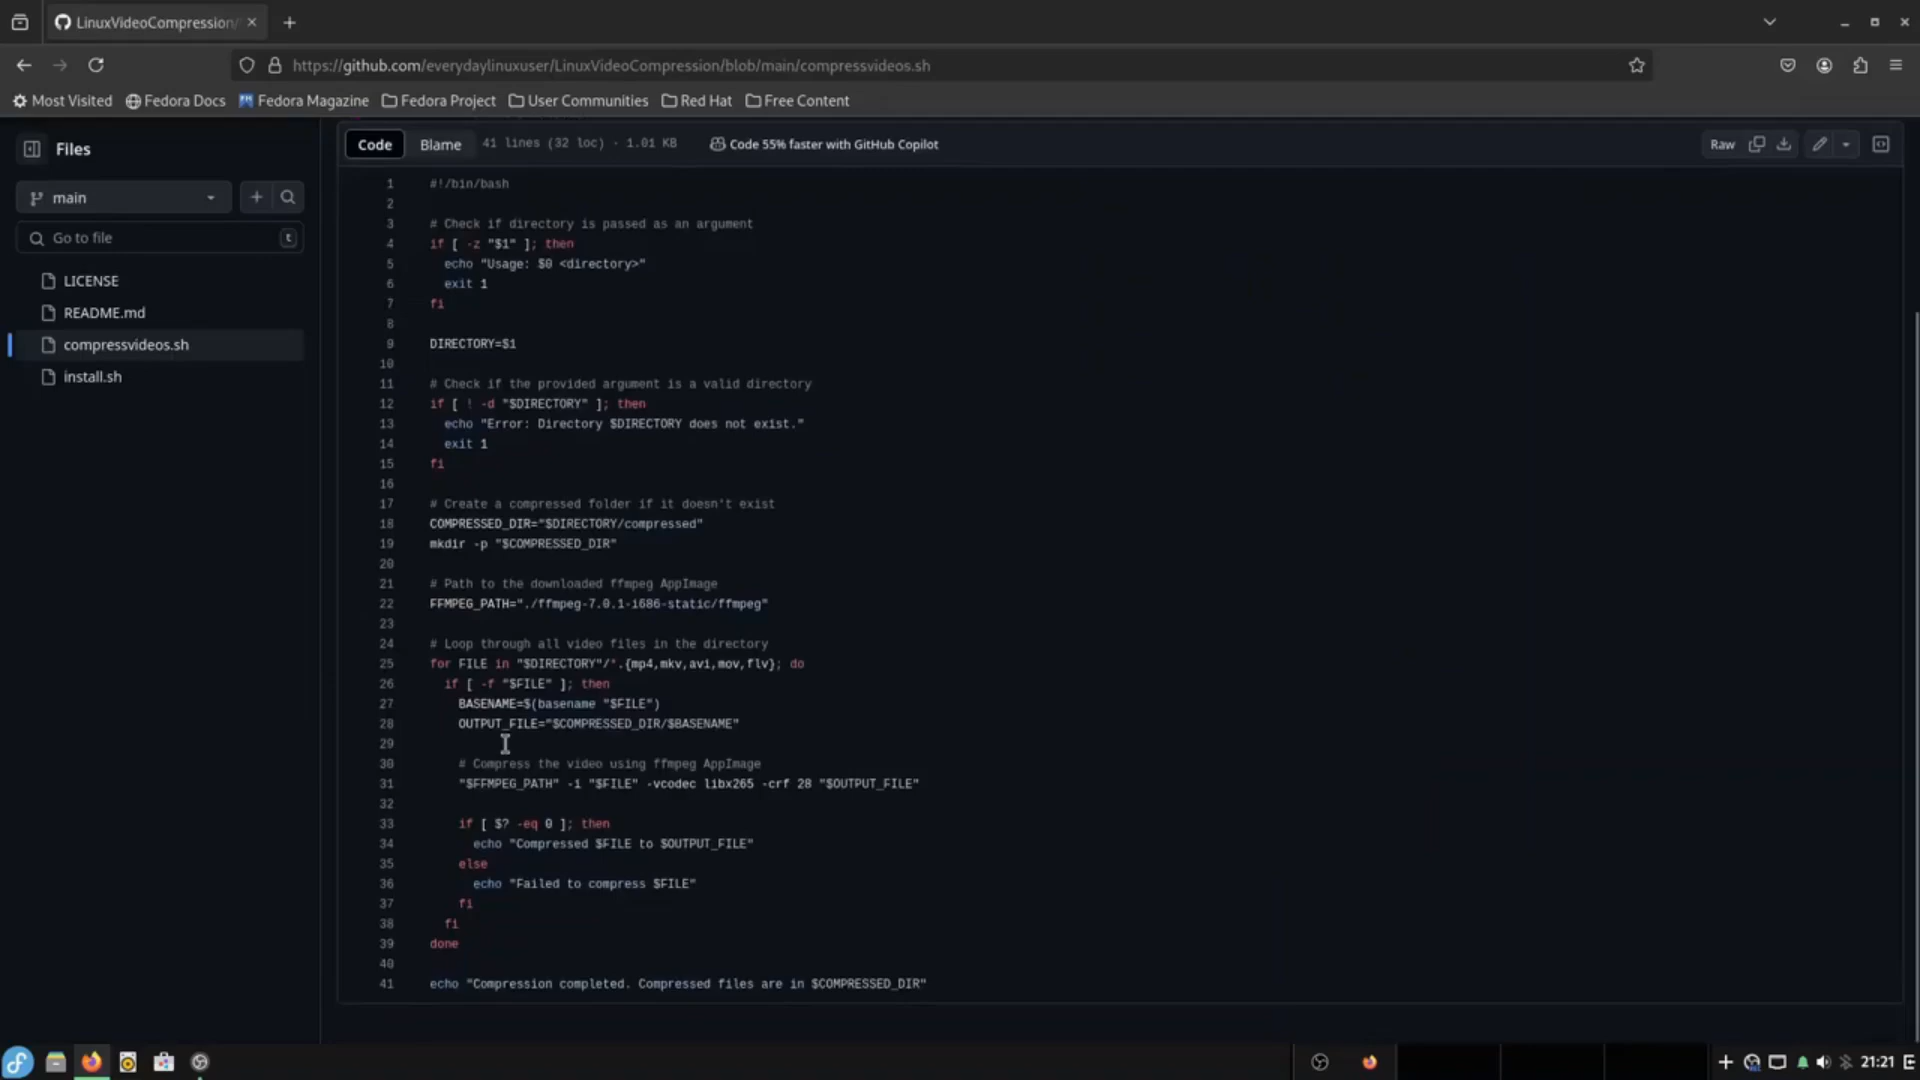 LinuxVideoCompression/
https://github.com/everydaylinuxuser/LinuxVideoCompression/blob/main/compressvideos.sh
Most Visited Fedora Docs Fedora Magazine Fedora Project User Communities Red Hat Free Content
Files
main
Go to file t
LICENSE
README.md
compressvideos.sh
install.sh
Code Blame 41 lines (32 loc) · 1.01 KB Code 55% faster with GitHub Copilot Raw
1 #!/bin/bash
2
3 # Check if directory is passed as an argument
4 if [ -z "$1" ]; then
5 echo "Usage: $0 <directory>"
6 exit 1
7 fi
8
9 DIRECTORY=$1
10
11 # Check if the provided argument is a valid directory
12 if [ ! -d "$DIRECTORY" ]; then
13 echo "Error: Directory $DIRECTORY does not exist."
14 exit 1
15 fi
16
17 # Create a compressed folder if it doesn't exist
18 COMPRESSED_DIR="$DIRECTORY/compressed"
19 mkdir -p "$COMPRESSED_DIR"
20
21 # Path to the downloaded ffmpeg AppImage
22 FFMPEG_PATH="./ffmpeg-7.0.1-i686-static/ffmpeg"
23
24 # Loop through all video files in the directory
25 for FILE in "$DIRECTORY"/*.{mp4,mkv,avi,mov,flv}; do
26 if [ -f "$FILE" ]; then
27 BASENAME=$(basename "$FILE")
28 OUTPUT_FILE="$COMPRESSED_DIR/$BASENAME"
29
30 # Compress the video using ffmpeg AppImage
31 "$FFMPEG_PATH" -i "$FILE" -vcodec libx265 -crf 28 "$OUTPUT_FILE"
32
33 if [ $? -eq 0 ]; then
34 echo "Compressed $FILE to $OUTPUT_FILE"
35 else
36 echo "Failed to compress $FILE"
37 fi
38 fi
39 done
40
41 echo "Compression completed. Compressed files are in $COMPRESSED_DIR"
21:21